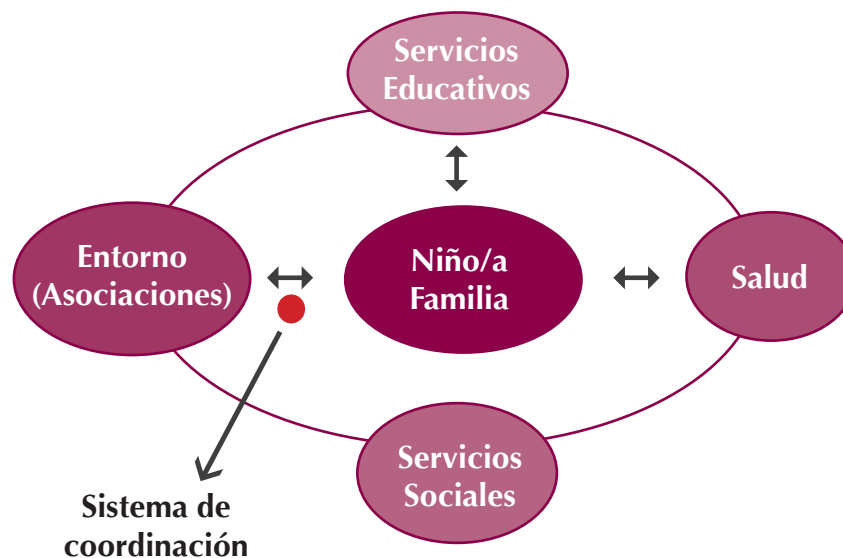 Servicios
Educativos
Entorno
(Asociaciones)
Niño/a
Familia
Salud
Servicios
Sociales
Sistema de
coordinación